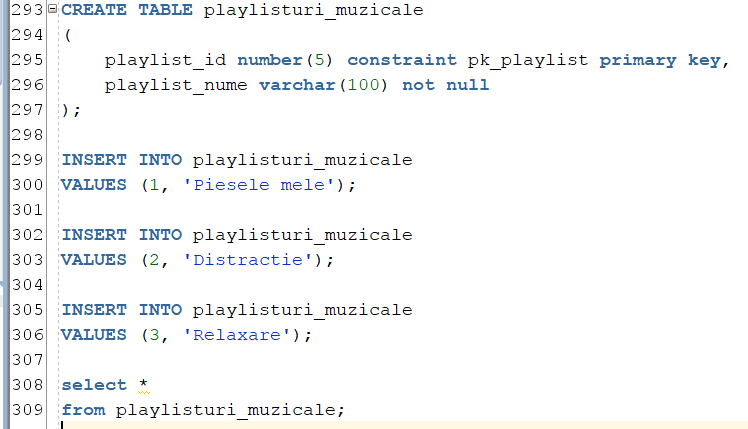 293 CREATE TABLE playlisturi_muzicale
294 (
295     playlist_id number(5) constraint pk_playlist primary key,
296     playlist_nume varchar(100) not null
297 );
298
299 INSERT INTO playlisturi_muzicale
300 VALUES (1, 'Piesele mele');
301
302 INSERT INTO playlisturi_muzicale
303 VALUES (2, 'Distractie');
304
305 INSERT INTO playlisturi_muzicale
306 VALUES (3, 'Relaxare');
307
308 select *
309 from playlisturi_muzicale;